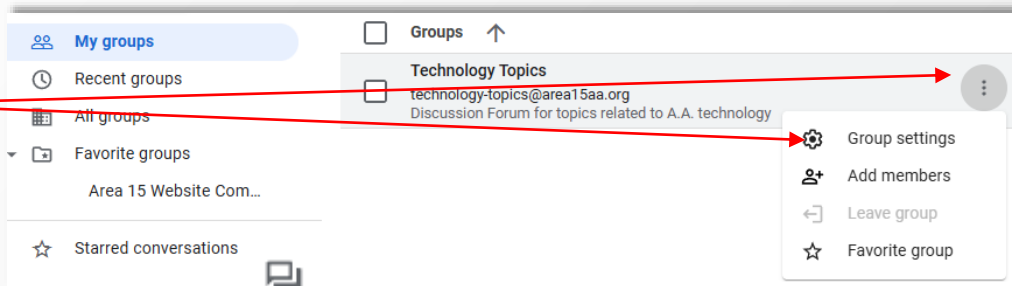 My groups
Recent groups
All groups
Favorite groups
Area 15 Website Com...
Starred conversations
Groups
Technology Topics
technology-topics@area15aa.org
Discussion Forum for topics related to A.A. technology
Group settings
Add members
Leave group
Favorite group